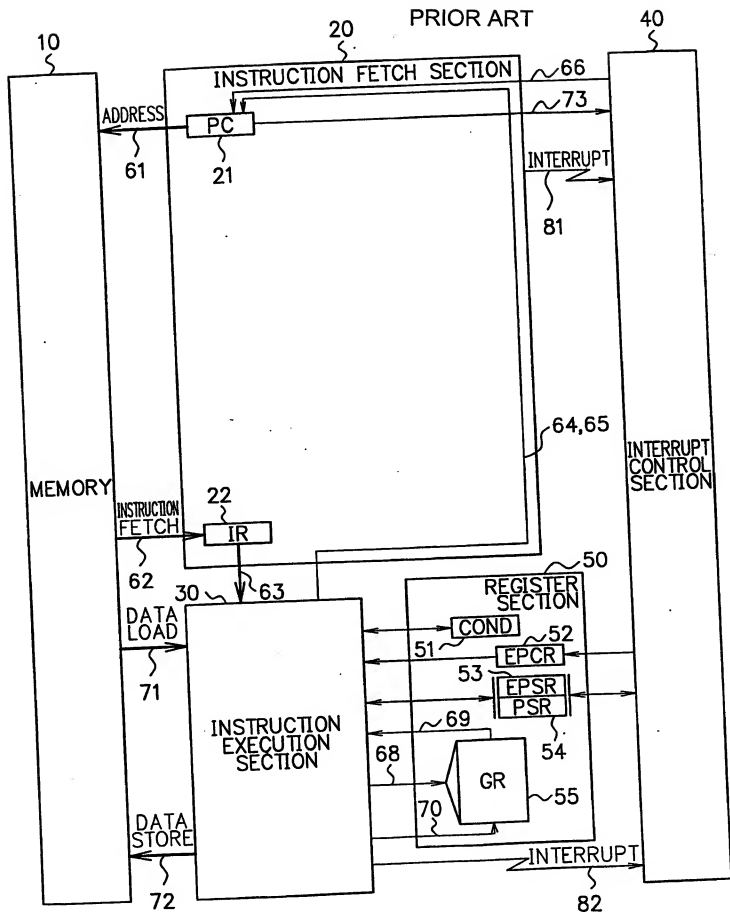 PRIOR ART
10
20
40
INSTRUCTION FETCH SECTION
66
ADDRESS
PC
73
61
21
INTERRUPT
81
64,65
MEMORY
INTERRUPT
CONTROL
SECTION
INSTRUCTION
FETCH
22
IR
62
63
50
30
REGISTER
SECTION
DATA
LOAD
COND
52
51
EPCR
71
53
EPSR
PSR
69
54
INSTRUCTION
EXECUTION
SECTION
68
GR
55
DATA
STORE
70
INTERRUPT
72
82